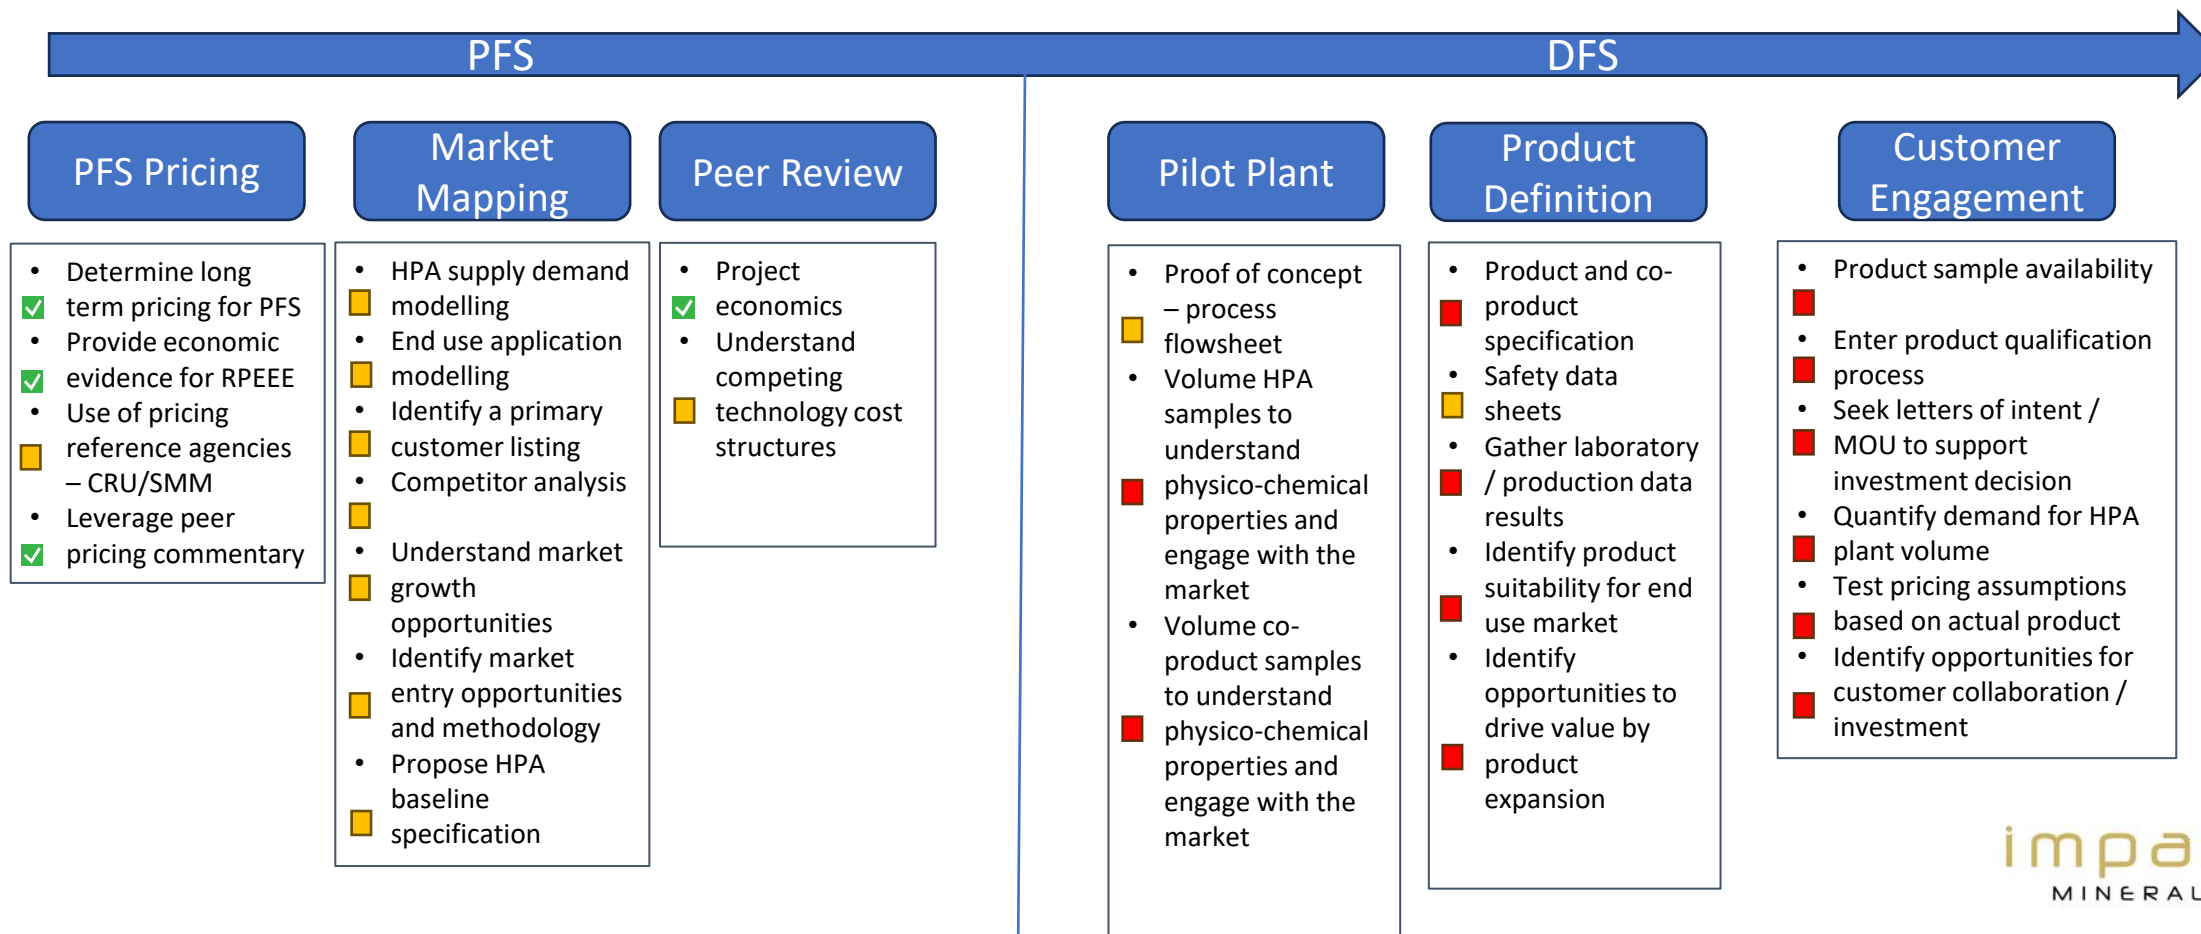 PFS
DFS
PFS Pricing
Market
Mapping
Peer Review
Pilot Plant
Product
Definition
Customer
Engagement
• Determine long
term pricing for PFS
• Provide economic
evidence for RPEEE
• Use of pricing
reference agencies
– CRU/SMM
• Leverage peer
pricing commentary
• HPA supply demand
modelling
• End use application
modelling
• Identify a primary
customer listing
• Competitor analysis
• Understand market
growth
opportunities
• Identify market
entry opportunities
and methodology
• Propose HPA
baseline
specification
• Project
economics
• Understand
competing
technology cost
structures
• Proof of concept
– process
flowsheet
• Volume HPA
samples to
understand
physico-chemical
properties and
engage with the
market
• Volume co-
product samples
to understand
physico-chemical
properties and
engage with the
market
• Product and co-
product
specification
• Safety data
sheets
• Gather laboratory
/ production data
results
• Identify product
suitability for end
use market
• Identify
opportunities to
drive value by
product
expansion
• Product sample availability
• Enter product qualification
process
• Seek letters of intent /
MOU to support
investment decision
• Quantify demand for HPA
plant volume
• Test pricing assumptions
based on actual product
• Identify opportunities for
customer collaboration /
investment
impa
MINERAL